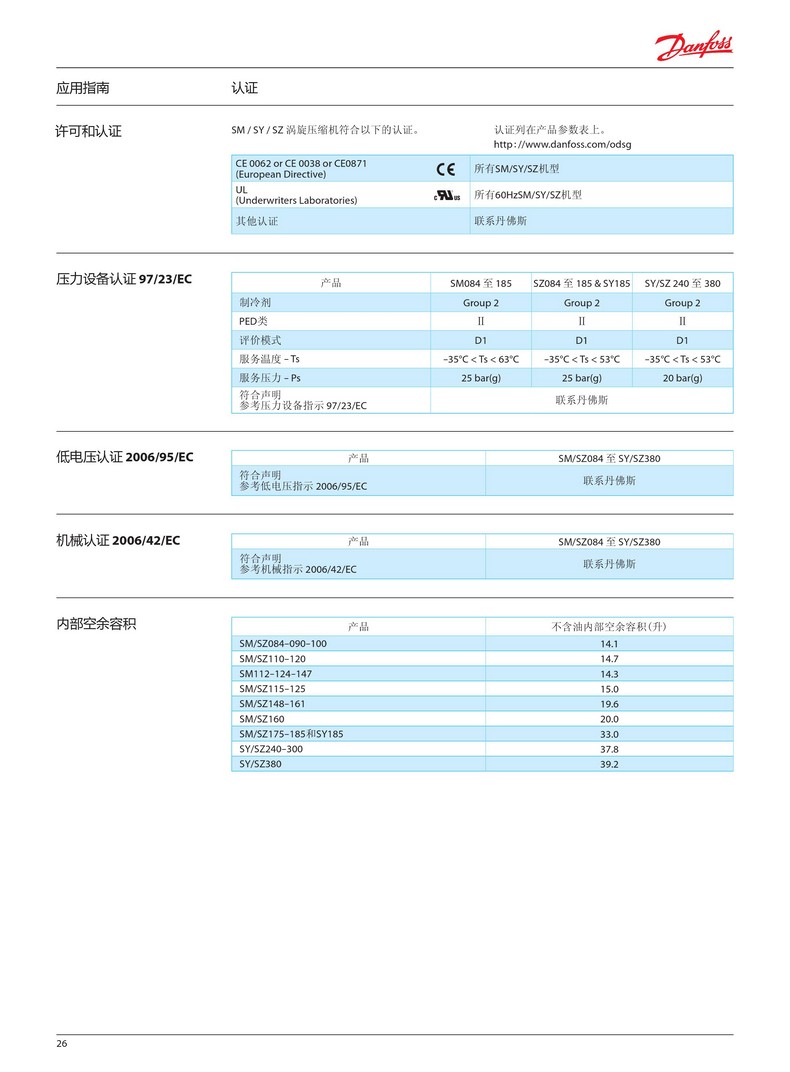 Danfoss
应用指南 认证
许可和认证
SM / SY / SZ 涡旋压缩机符合以下的认证。
认证列在产品参数表上。
http://www.danfoss.com/odsg
CE 0062 or CE 0038 or CE0871
(European Directive)
CE
所有SM/SY/SZ机型
UL
(Underwriters Laboratories)
c UL us
所有60HzSM/SY/SZ机型
其他认证 联系丹佛斯
压力设备认证 97/23/EC
产品 SM084 至 185 SZ084 至 185 & SY185 SY/SZ 240 至 380
制冷剂 Group 2 Group 2 Group 2
PED类 II II II
评价模式 D1 D1 D1
服务温度 – Ts –35°C < Ts < 63°C –35°C < Ts < 53°C –35°C < Ts < 53°C
服务压力 – Ps 25 bar(g) 25 bar(g) 20 bar(g)
符合声明
参考压力设备指示 97/23/EC
联系丹佛斯
低电压认证 2006/95/EC
产品 SM/SZ084 至 SY/SZ380
符合声明
参考低电压指示 2006/95/EC
联系丹佛斯
机械认证 2006/42/EC
产品 SM/SZ084 至 SY/SZ380
符合声明
参考机械指示 2006/42/EC
联系丹佛斯
内部空余容积
产品 不含油内部空余容积(升)
SM/SZ084–090–100 14.1
SM/SZ110–120 14.7
SM112–124–147 14.3
SM/SZ115–125 15.0
SM/SZ148–161 19.6
SM/SZ160 20.0
SM/SZ175–185和SY185 33.0
SY/SZ240–300 37.8
SY/SZ380 39.2
26